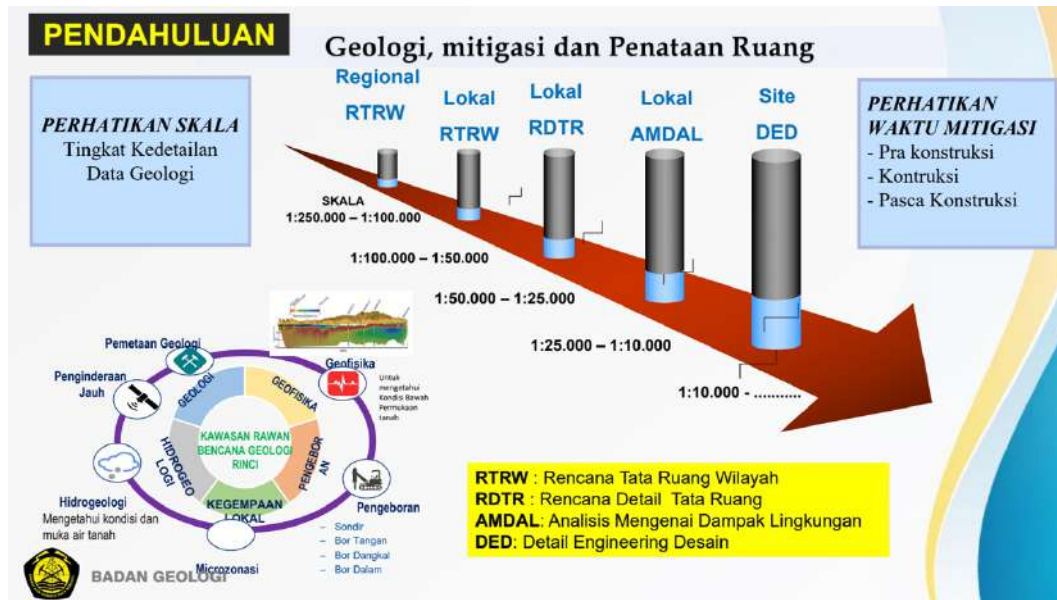 PENDAHULUAN
Geologi, mitigasi dan Penataan Ruang
PERHATIKAN SKALA
Tingkat Kedetailan
Data Geologi
Regional
RTRW
Lokal
RTRW
Lokal
RDTR
Lokal
AMDAL
Site
DED
PERHATIKAN
WAKTU MITIGASI
- Pra konstruksi
- Kontruksi
- Pasca Konstruksi
SKALA
1:250.000 – 1:100.000
1:100.000 – 1:50.000
1:50.000 – 1:25.000
1:25.000 – 1:10.000
1:10.000 - ...........
Pemetaan Geologi
Penginderaan
Jauh
Hidrogeologi
Mengetahui kondisi dan
muka air tanah
Microzonasi
Geofisika
Untuk
mengetahui
Kondisi Bawah
Permukaan
tanah
Pengeboran
– Sondir
– Bor Tangan
– Bor Dangkal
– Bor Dalam
GEOLOGI
GEOFISIKA
PENGEBOR
AN
KEGEMPAAN
LOKAL
HIDROGEO
LOGI
KAWASAN RAWAN
BENCANA GEOLOGI
RINCI
RTRW : Rencana Tata Ruang Wilayah
RDTR : Rencana Detail Tata Ruang
AMDAL: Analisis Mengenai Dampak Lingkungan
DED: Detail Engineering Desain
BADAN GEOLOGI